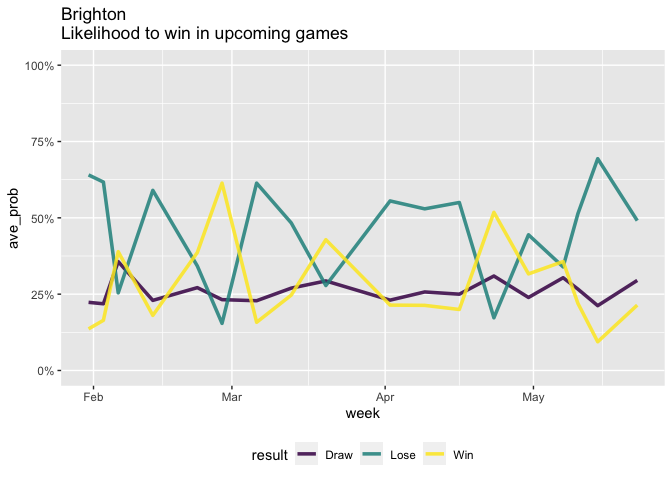 Brighton
Likelihood to win in upcoming games
100%
75%
50%
25%
0%
ave_prob
Feb Mar Apr May
week
result Draw Lose Win